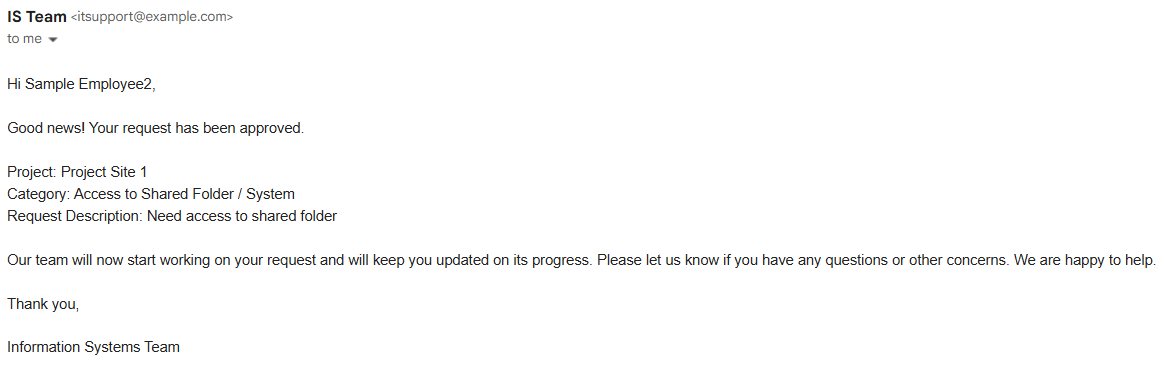 IS Team <itsupport@example.com>
to me
Hi Sample Employee2,
Good news! Your request has been approved.
Project: Project Site 1
Category: Access to Shared Folder / System
Request Description: Need access to shared folder
Our team will now start working on your request and will keep you updated on its progress. Please let us know if you have any questions or other concerns. We are happy to help.
Thank you,
Information Systems Team